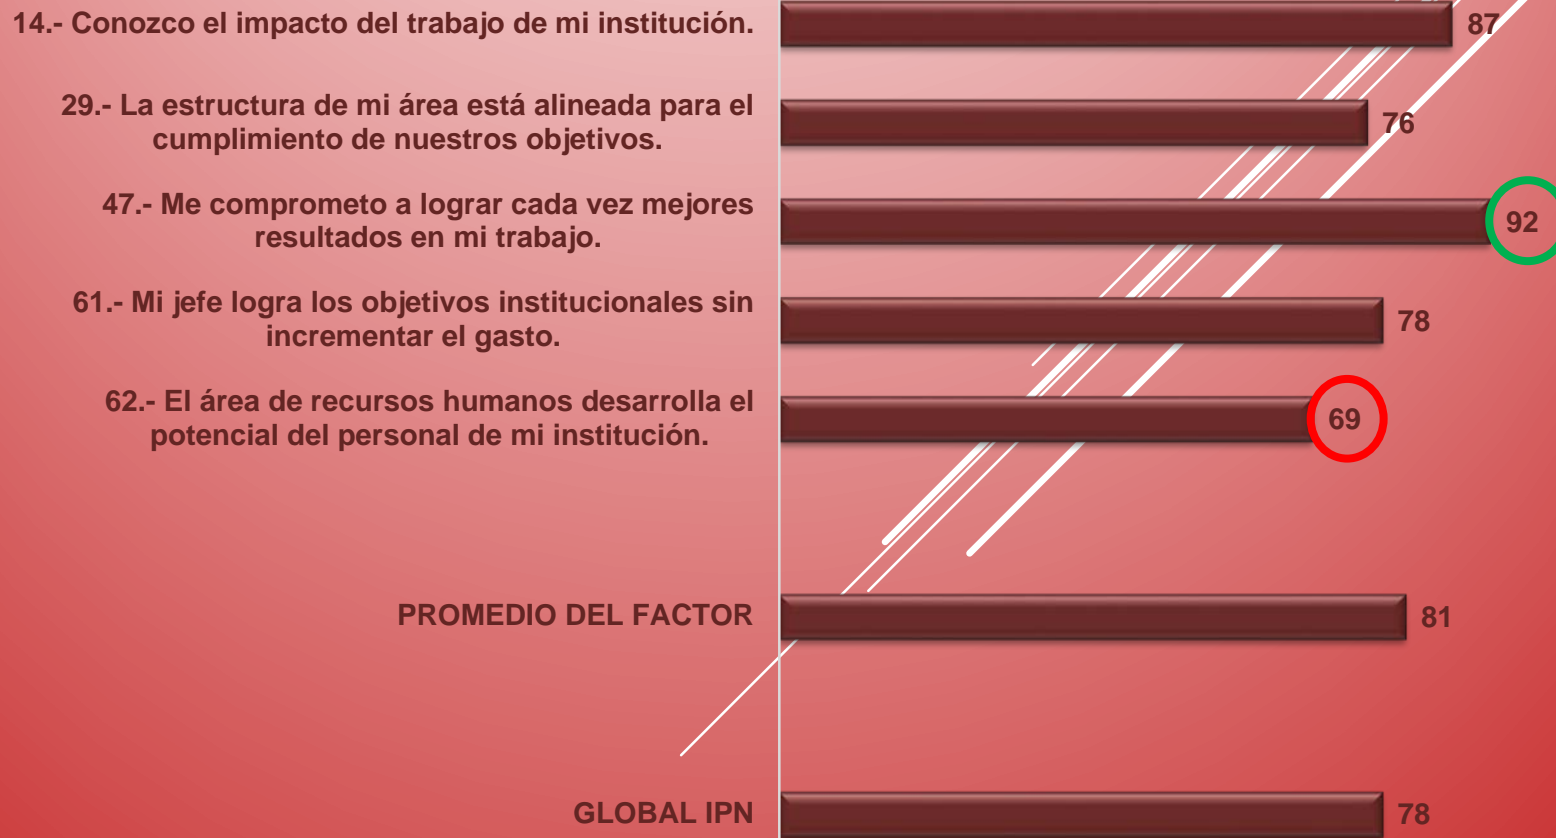 14.- Conozco el impacto del trabajo de mi institución.
87
29.- La estructura de mi área está alineada para el
cumplimiento de nuestros objetivos.
76
47.- Me comprometo a lograr cada vez mejores
resultados en mi trabajo.
92
61.- Mi jefe logra los objetivos institucionales sin
incrementar el gasto.
78
62.- El área de recursos humanos desarrolla el
potencial del personal de mi institución.
69
PROMEDIO DEL FACTOR
81
GLOBAL IPN
78